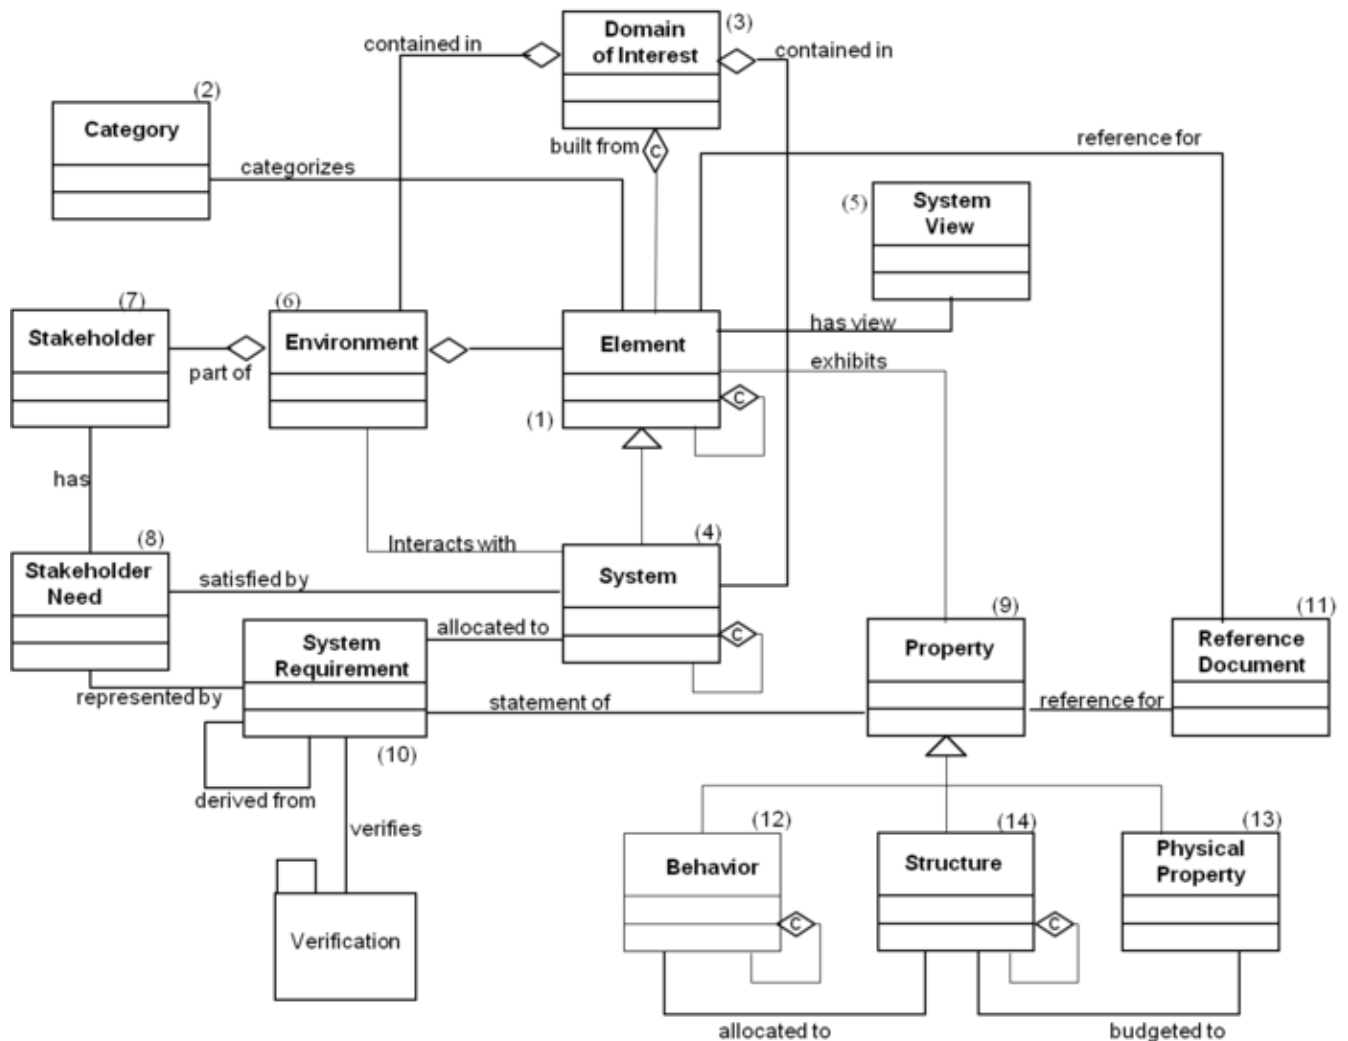 Domain
of Interest
(3)
contained in
contained in
(2)
Category
built from
C
reference for
categorizes
(5)
System
View
(7)
(6)
Stakeholder
Environment
Element
has view
part of
exhibits
C
(1)
has
(8)
(4)
Interacts with
Stakeholder
Need
satisfied by
System
(9)
(11)
System
Requirement
allocated to
C
Property
Reference
Document
represented by
statement of
reference for
(10)
derived from
verifies
(12)
(14)
(13)
Behavior
Structure
Physical
Property
C
C
Verification
allocated to
budgeted to